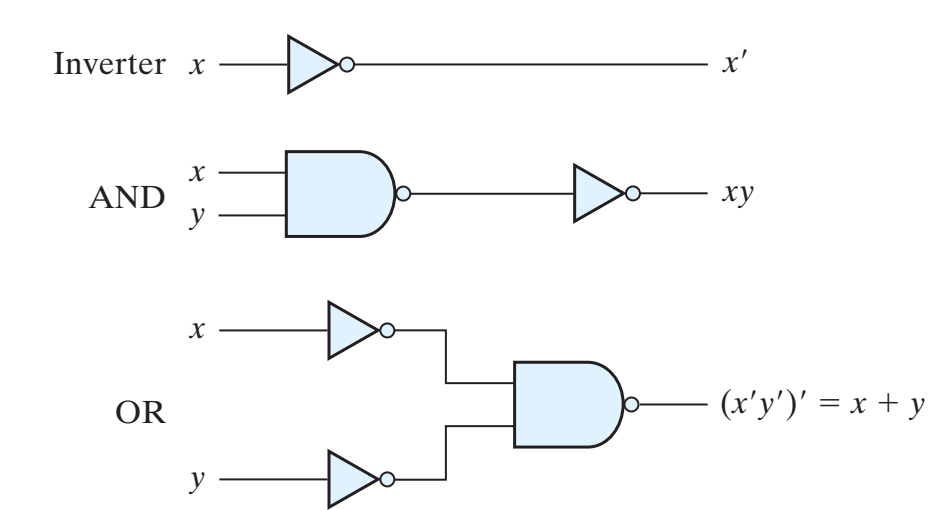 Inverter x x′
x
AND xy
y
x
OR (x′y′)′ = x + y
y